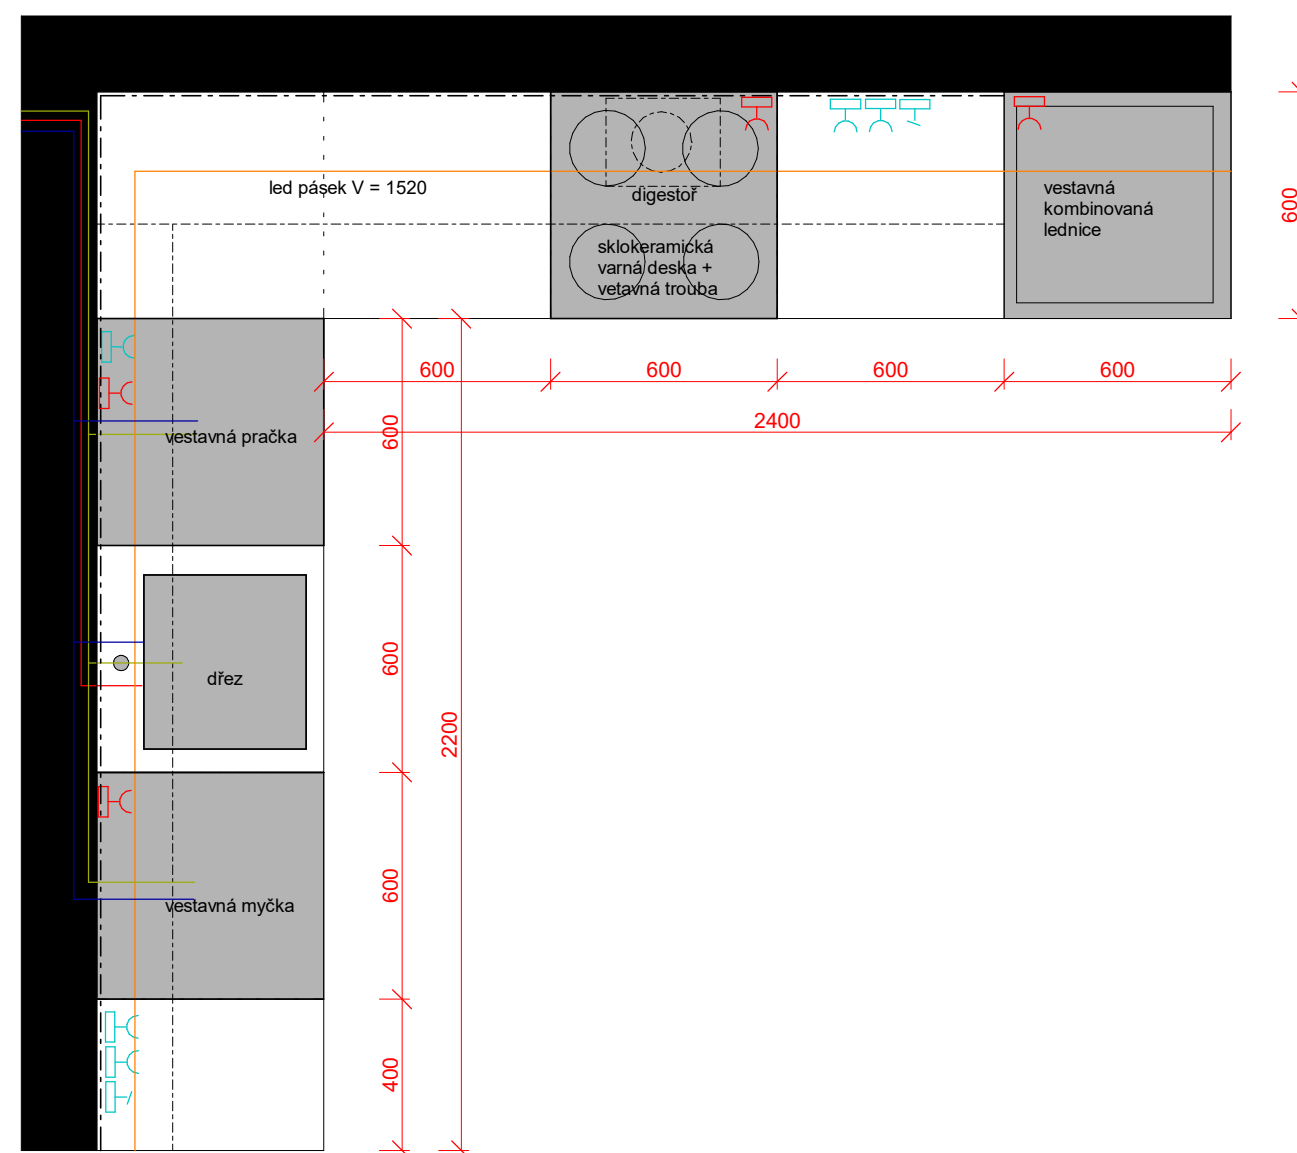 led pásek V = 1520
digestoř
sklokeramická
varná deska +
vetavná trouba
vestavná
kombinovaná
lednice
600
600
600
600
600
2400
vestavná pračka
600
dřez
600
2200
vestavná myčka
600
400